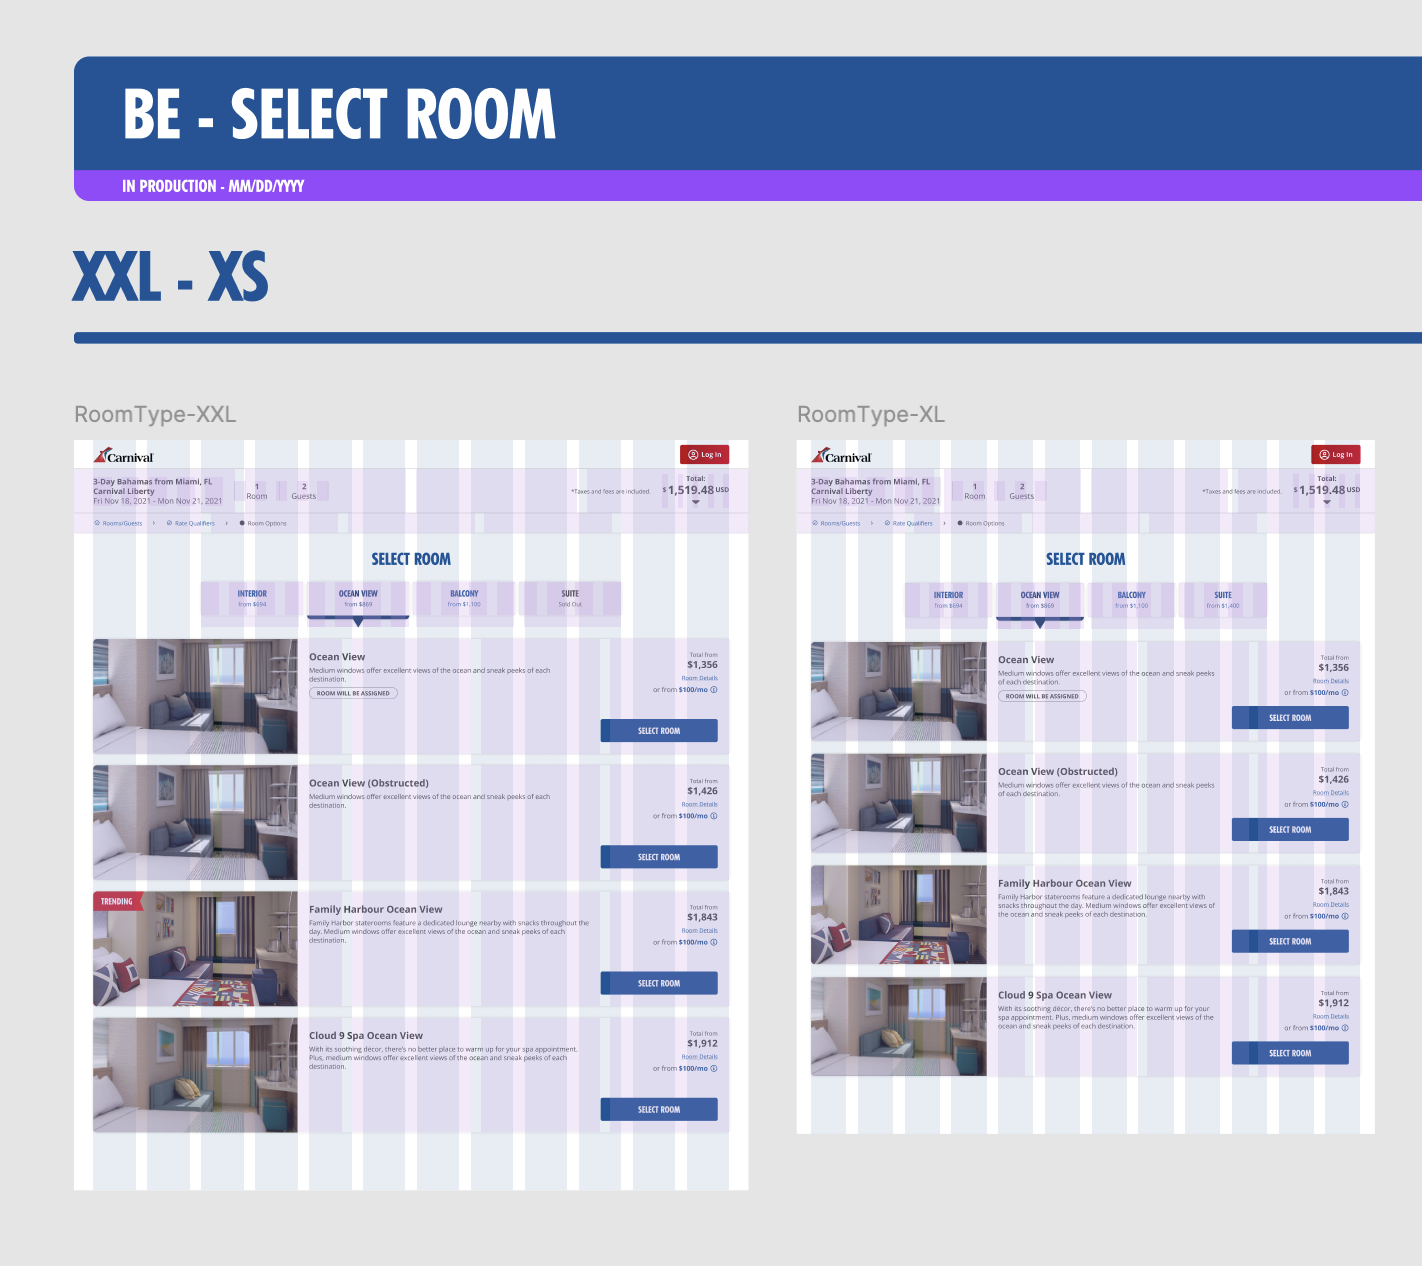 BE - SELECT ROOM
IN PRODUCTION - MM/DD/YYYY
XXL - XS
RoomType-XXL
Carnival
Log In
3-Day Bahamas from Miami, FL
Carnival Liberty
Fri Nov 18, 2021 - Mon Nov 21, 2021
1
Room
2
Guests
*Taxes and fees are included.
Total:
$ 1,519.48 USD
Rooms/Guests
Rate Qualifiers
Room Options
SELECT ROOM
INTERIOR
from $694
OCEAN VIEW
from $869
BALCONY
from $1,100
SUITE
Sold Out
Ocean View
Medium windows offer excellent views of the ocean and sneak peeks of each
destination.
ROOM WILL BE ASSIGNED
Total from
$1,356
Room Details
or from $100/mo
SELECT ROOM
Ocean View (Obstructed)
Medium windows offer excellent views of the ocean and sneak peeks of each
destination.
Total from
$1,426
Room Details
or from $100/mo
SELECT ROOM
TRENDING
Family Harbour Ocean View
Family Harbor staterooms feature a dedicated lounge nearby with snacks throughout the
day. Medium windows offer excellent views of the ocean and sneak peeks of each
destination.
Total from
$1,843
Room Details
or from $100/mo
SELECT ROOM
Cloud 9 Spa Ocean View
With its soothing décor, there's no better place to warm up for your spa appointment.
Plus, medium windows offer excellent views of the ocean and sneak peeks of each
destination.
Total from
$1,912
Room Details
or from $100/mo
SELECT ROOM
RoomType-XL
Carnival
Log In
3-Day Bahamas from Miami, FL
Carnival Liberty
Fri Nov 18, 2021 - Mon Nov 21, 2021
1
Room
2
Guests
*Taxes and fees are included.
Total:
$ 1,519.48 USD
Rooms/Guests
Rate Qualifiers
Room Options
SELECT ROOM
INTERIOR
from $694
OCEAN VIEW
from $869
BALCONY
from $1,100
SUITE
from $1,400
Ocean View
Medium windows offer excellent views of the ocean and sneak peeks
of each destination.
ROOM WILL BE ASSIGNED
Total from
$1,356
Room Details
or from $100/mo
SELECT ROOM
Ocean View (Obstructed)
Medium windows offer excellent views of the ocean and sneak peeks
of each destination.
Total from
$1,426
Room Details
or from $100/mo
SELECT ROOM
Family Harbour Ocean View
Family Harbor staterooms feature a dedicated lounge nearby with
snacks throughout the day. Medium windows offer excellent views of
the ocean and sneak peeks of each destination.
Total from
$1,843
Room Details
or from $100/mo
SELECT ROOM
Cloud 9 Spa Ocean View
With its soothing décor, there's no better place to warm up for your
spa appointment. Plus, medium windows offer excellent views of the
ocean and sneak peeks of each destination.
Total from
$1,912
Room Details
or from $100/mo
SELECT ROOM